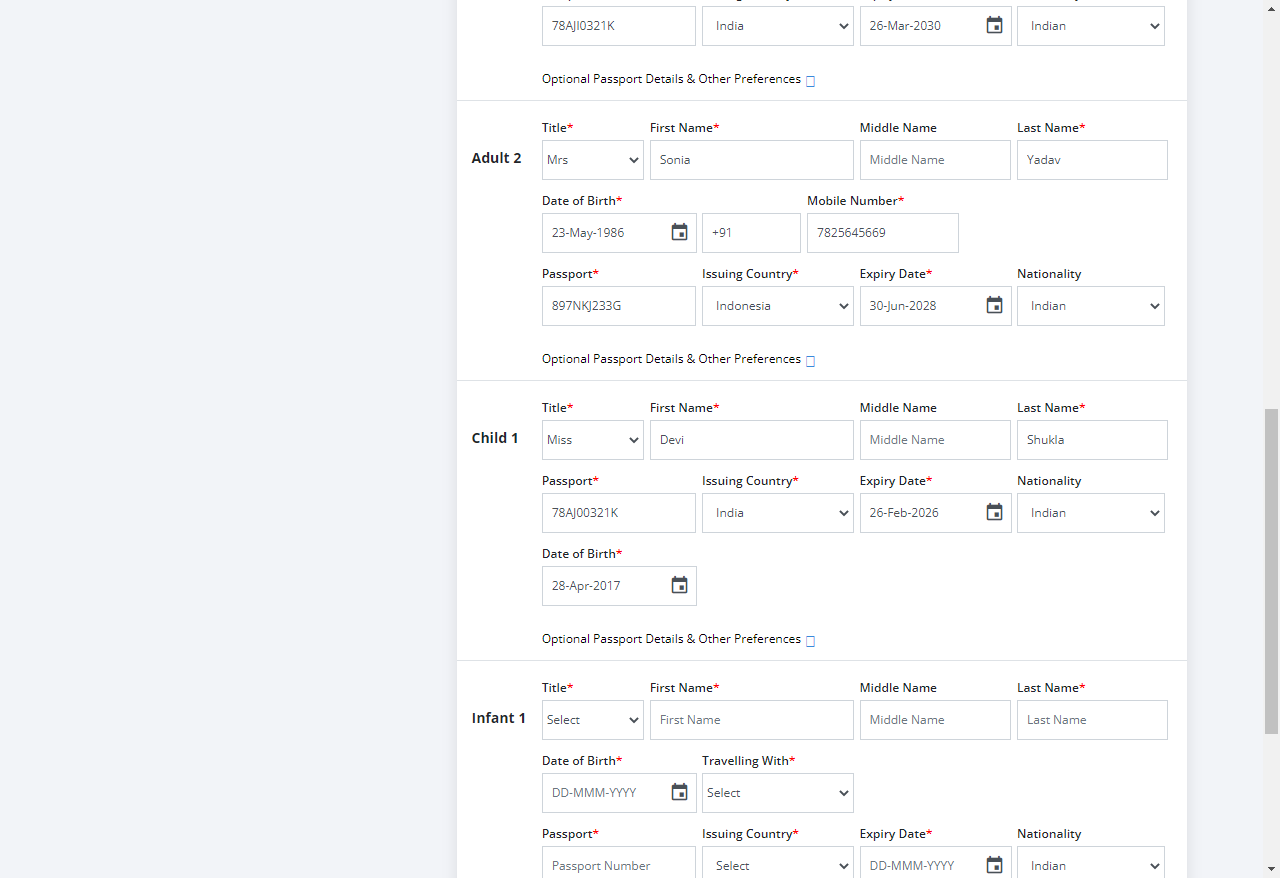 78AJI0321K India 26-Mar-2030 Indian
Optional Passport Details & Other Preferences
Title* First Name* Middle Name Last Name*
Adult 2 Mrs Sonia Middle Name Yadav
Date of Birth* Mobile Number*
23-May-1986 +91 7825645669
Passport* Issuing Country* Expiry Date* Nationality
897NKJ233G Indonesia 30-Jun-2028 Indian
Optional Passport Details & Other Preferences
Title* First Name* Middle Name Last Name*
Child 1 Miss Devi Middle Name Shukla
Passport* Issuing Country* Expiry Date* Nationality
78AJ00321K India 26-Feb-2026 Indian
Date of Birth*
28-Apr-2017
Optional Passport Details & Other Preferences
Title* First Name* Middle Name Last Name*
Infant 1 Select First Name Middle Name Last Name
Date of Birth* Travelling With*
DD-MMM-YYYY Select
Passport* Issuing Country* Expiry Date* Nationality
Passport Number Select DD-MMM-YYYY Indian